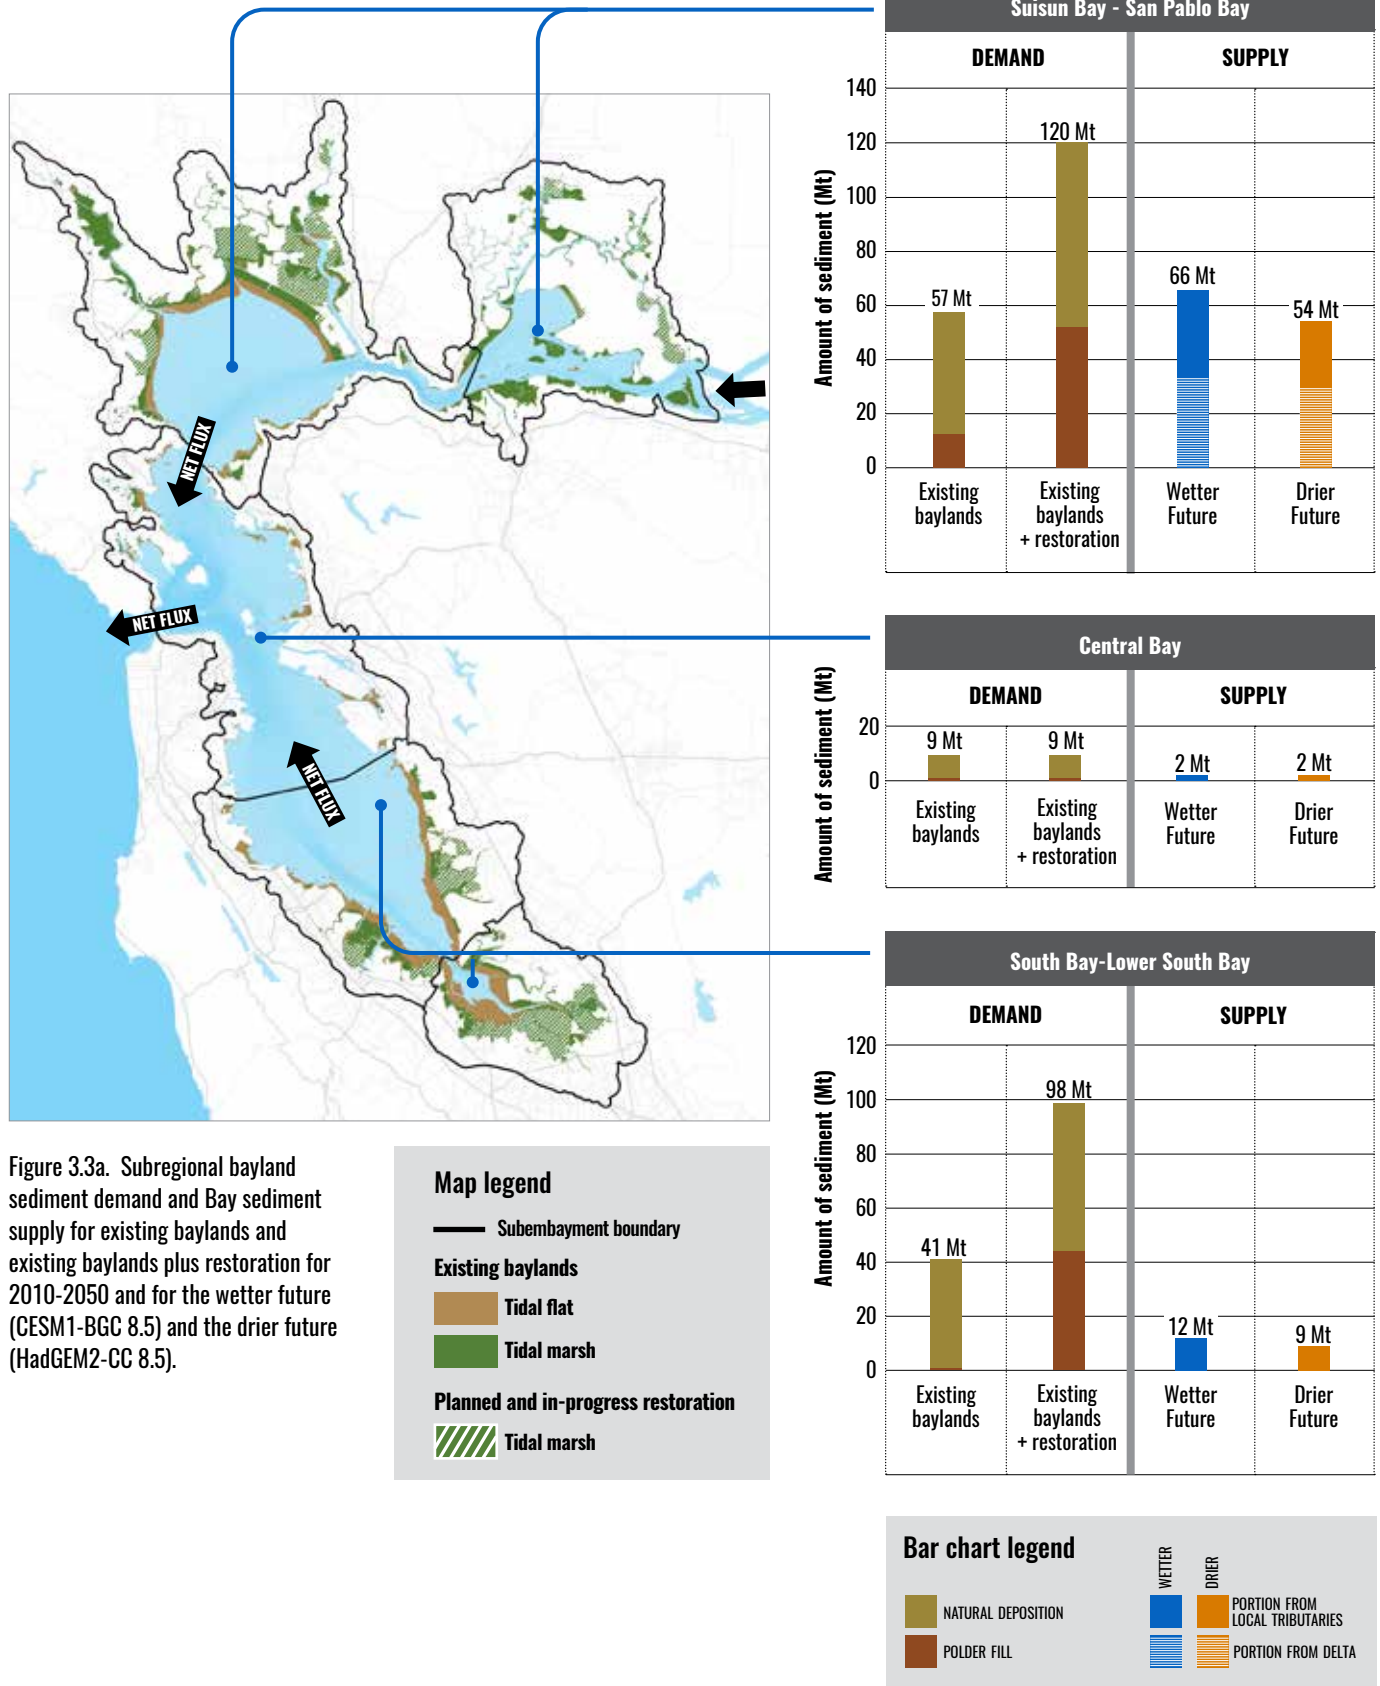 Suisun Bay - San Pablo Bay
DEMAND
SUPPLY
Amount of sediment (Mt)
140
120
100
80
60
40
20
0
57 Mt
120 Mt
66 Mt
54 Mt
Existing
baylands
Existing
baylands
+ restoration
Wetter
Future
Drier
Future
NET FLUX
NET FLUX
NET FLUX
Central Bay
DEMAND
SUPPLY
Amount of sediment (Mt)
20
0
9 Mt
9 Mt
2 Mt
2 Mt
Existing
baylands
Existing
baylands
+ restoration
Wetter
Future
Drier
Future
South Bay-Lower South Bay
DEMAND
SUPPLY
Amount of sediment (Mt)
120
100
80
60
40
20
0
41 Mt
98 Mt
12 Mt
9 Mt
Existing
baylands
Existing
baylands
+ restoration
Wetter
Future
Drier
Future
Figure 3.3a. Subregional bayland
sediment demand and Bay sediment
supply for existing baylands and
existing baylands plus restoration for
2010-2050 and for the wetter future
(CESM1-BGC 8.5) and the drier future
(HadGEM2-CC 8.5).
Map legend
Subembayment boundary
Existing baylands
Tidal flat
Tidal marsh
Planned and in-progress restoration
Tidal marsh
Bar chart legend
WETTER
DRIER
NATURAL DEPOSITION
POLDER FILL
PORTION FROM
LOCAL TRIBUTARIES
PORTION FROM DELTA